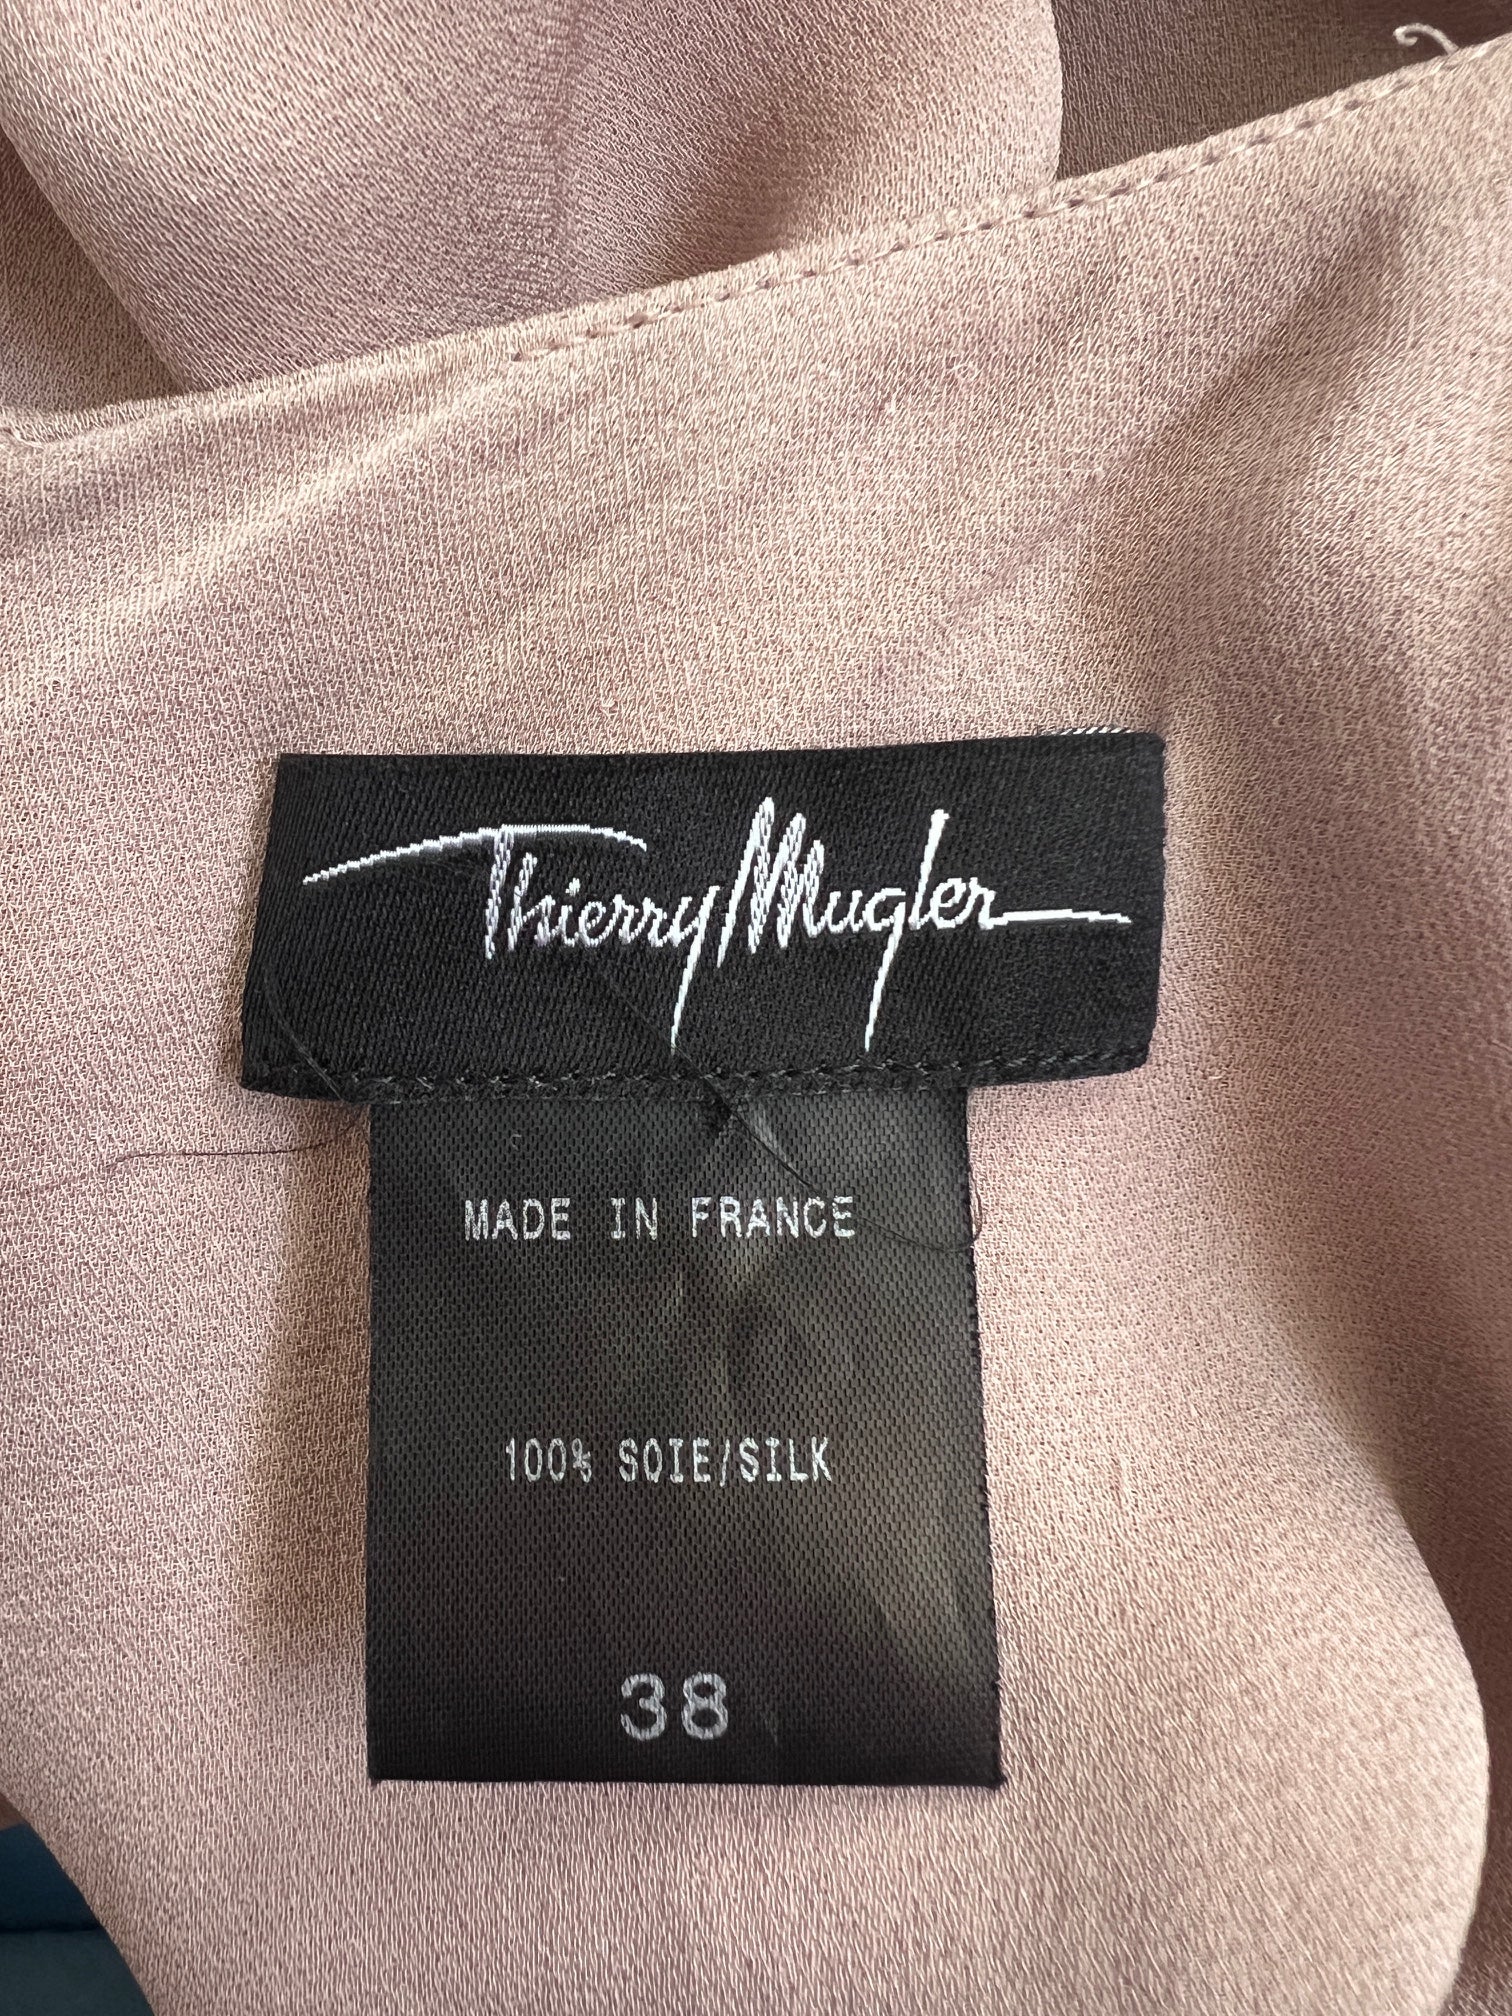 Thierry Mugler
MADE IN FRANCE
100% SOIE/SILK
38